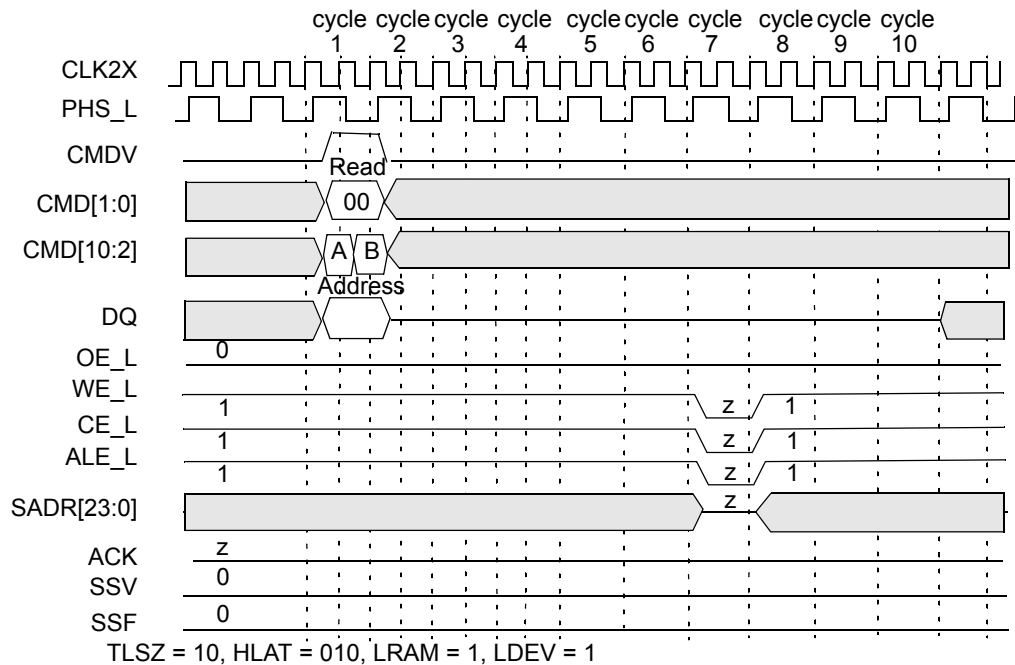 cycle cycle cycle cycle cycle cycle cycle cycle cycle cycle
1 2 3 4 5 6 7 8 9 10
CLK2X
PHS_L
CMDV
Read
CMD[1:0] 00
CMD[10:2] A B
Address
DQ
OE_L 0
WE_L
1 z 1
CE_L
1 z 1
ALE_L
1 z 1
SADR[23:0] z
ACK z
SSV 0
SSF 0
TLSZ = 10, HLAT = 010, LRAM = 1, LDEV = 1